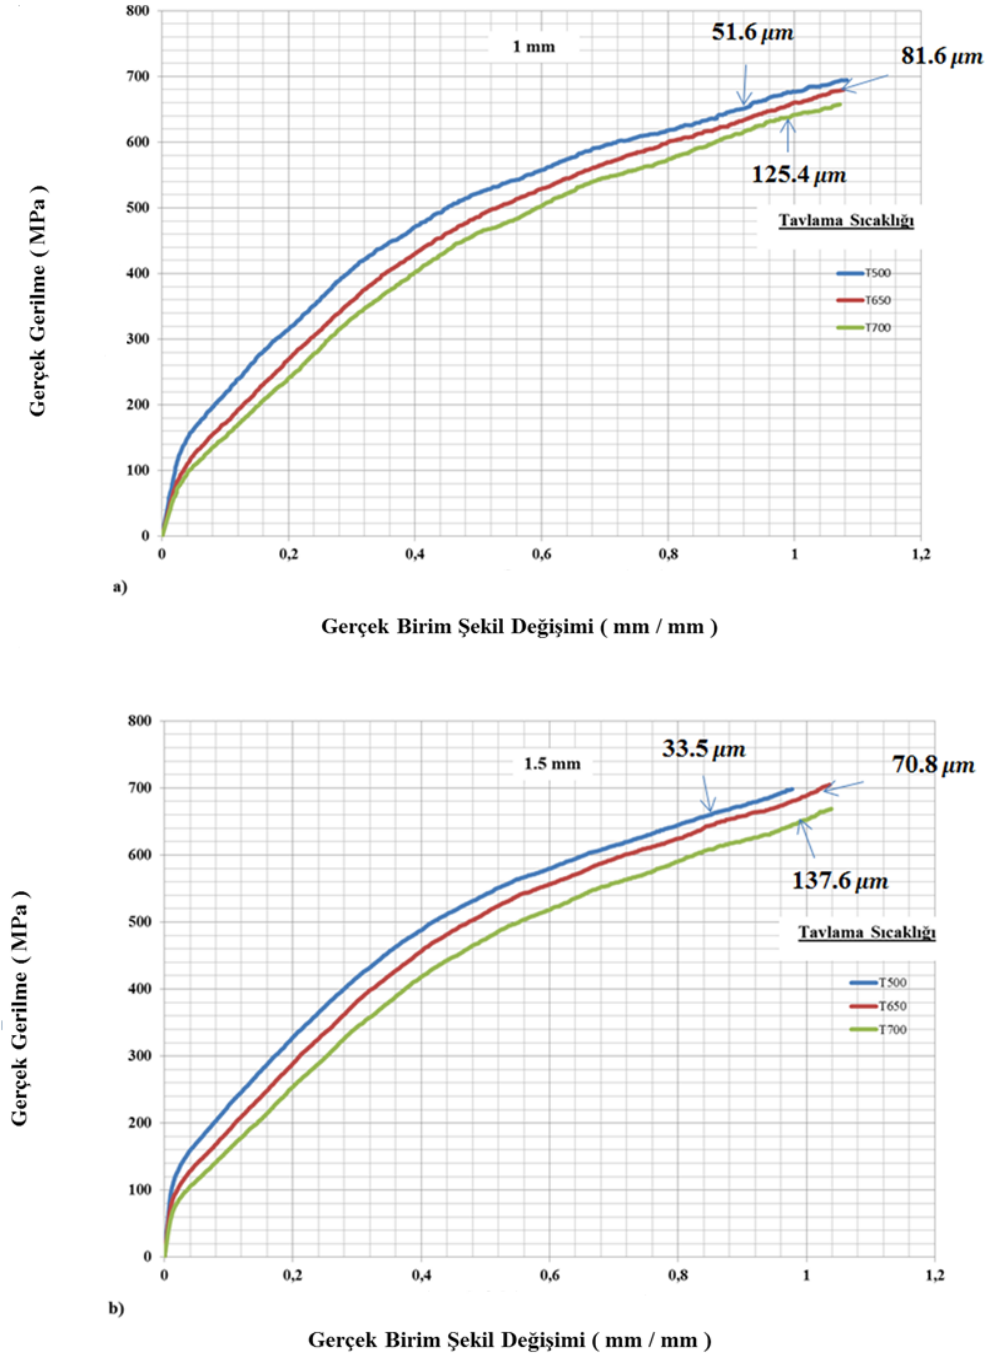 800
700
600
500
400
300
200
100
0
0
0,2
0,4
0,6
0,8
1
1,2
1 mm
51.6 μm
81.6 μm
125.4 μm
Tavlama Sıcaklığı
T500
T650
T700
Gerçek Gerilme ( MPa )
a)
Gerçek Birim Şekil Değişimi ( mm / mm )
800
700
600
500
400
300
200
100
0
0
0,2
0,4
0,6
0,8
1
1,2
1.5 mm
33.5 μm
70.8 μm
137.6 μm
Tavlama Sıcaklığı
T500
T650
T700
Gerçek Gerilme ( MPa )
b)
Gerçek Birim Şekil Değişimi ( mm / mm )